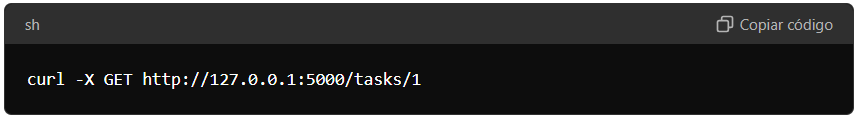 sh
Copiar código
curl -X GET http://127.0.0.1:5000/tasks/1